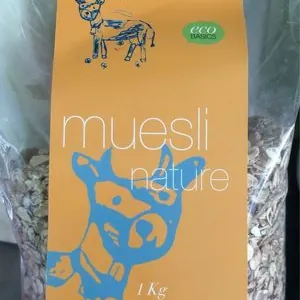 eco
BASICS
muesli
nature
1 Kg